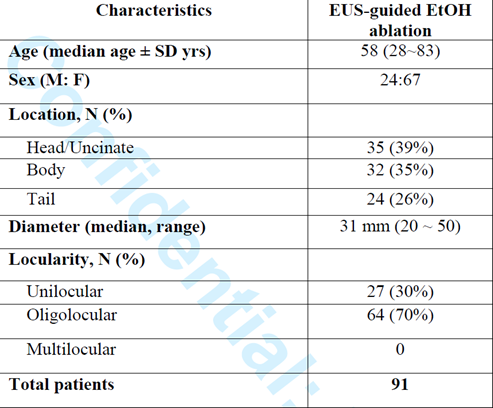 Characteristics EUS-guided EtOH
ablation
Age (median age ± SD yrs) 58 (28~83)
Sex (M: F) 24:67
Location, N (%)
Head/Uncinate 35 (39%)
Body 32 (35%)
Tail 24 (26%)
Diameter (median, range) 31 mm (20 ~ 50)
Locularity, N (%)
Unilocular 27 (30%)
Oligolocular 64 (70%)
Multilocular 0
Total patients 91
Confidential: